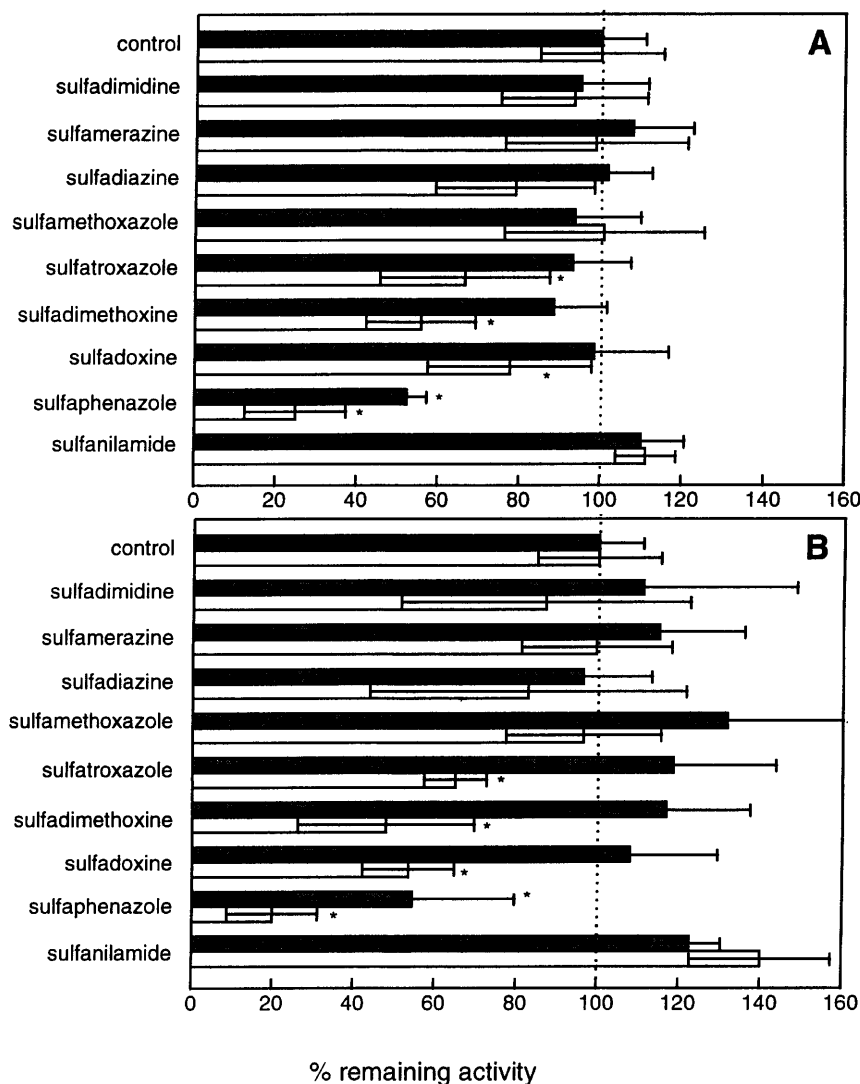 A
control
sulfadimidine
sulfamerazine
sulfadiazine
sulfamethoxazole
sulfatroxazole
*
sulfadimethoxine
*
sulfadoxine
*
sulfaphenazole
*
*
sulfanilamide
0 20 40 60 80 100 120 140 160
B
control
sulfadimidine
sulfamerazine
sulfadiazine
sulfamethoxazole
sulfatroxazole
*
sulfadimethoxine
*
sulfadoxine
*
sulfaphenazole
*
*
sulfanilamide
0 20 40 60 80 100 120 140 160
% remaining activity